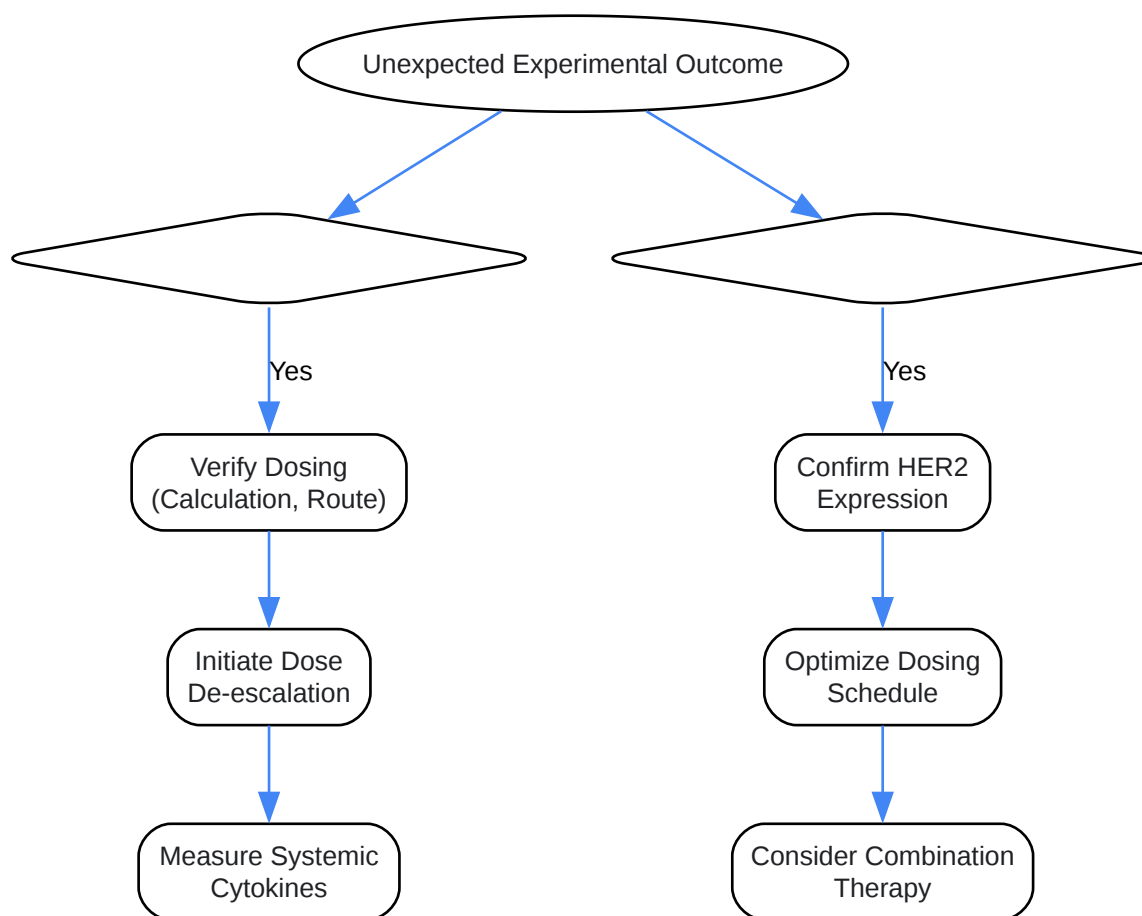 Unexpected Experimental Outcome
Yes
Yes
Verify Dosing
(Calculation, Route)
Confirm HER2
Expression
Initiate Dose
De-escalation
Optimize Dosing
Schedule
Measure Systemic
Cytokines
Consider Combination
Therapy